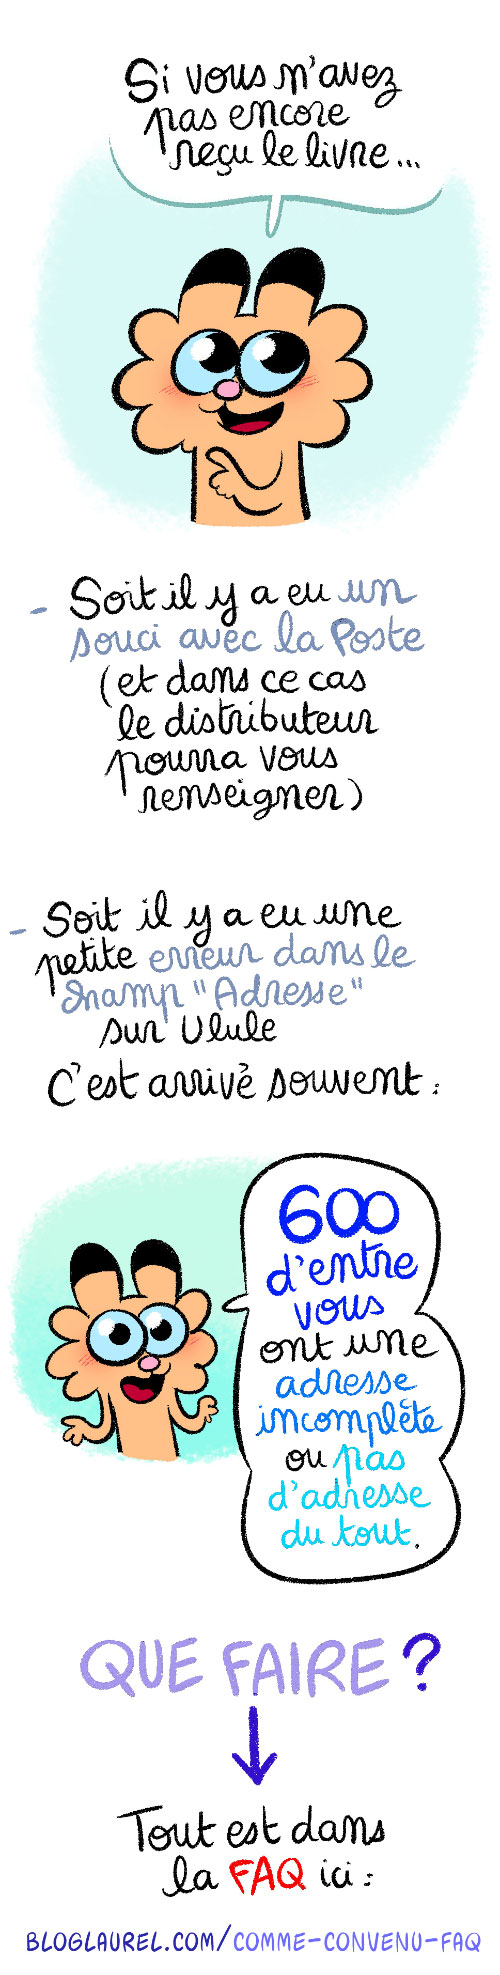 Si vous n'avez
pas encore
reçu le livre...
- Soit il y a eu un
souci avec la Poste
(et dans ce cas
le distributeur
pourra vous
renseigner)
- Soit il y a eu une
petite erreur dans le
champ "Adresse"
sur Ulule
C'est arrivé souvent :
600
d'entre
vous
ont une
adresse
incomplète
ou pas
d'adresse
du tout.
QUE FAIRE ?
Tout est dans
la FAQ ici :
BLOGLAUREL.COM/COMME-CONVENU-FAQ